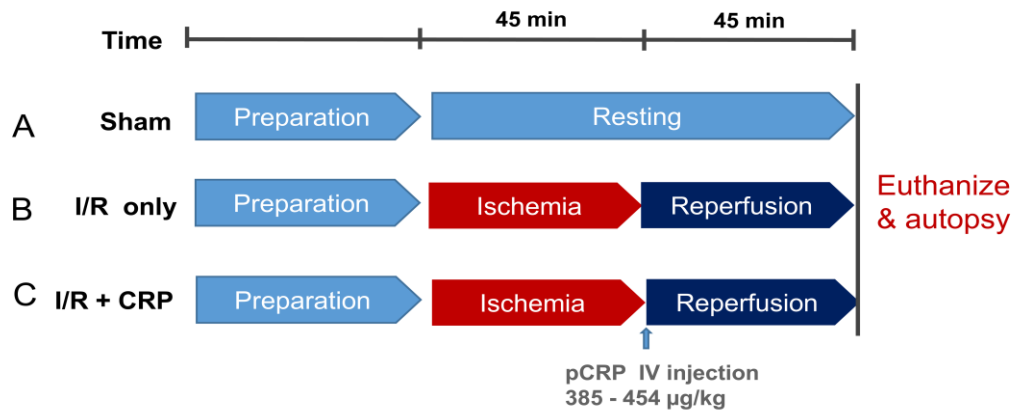 45 min 45 min
Time
A Sham Preparation Resting
B I/R only Preparation Ischemia Reperfusion
Euthanize
& autopsy
C I/R + CRP Preparation Ischemia Reperfusion
pCRP IV injection
385 - 454 µg/kg